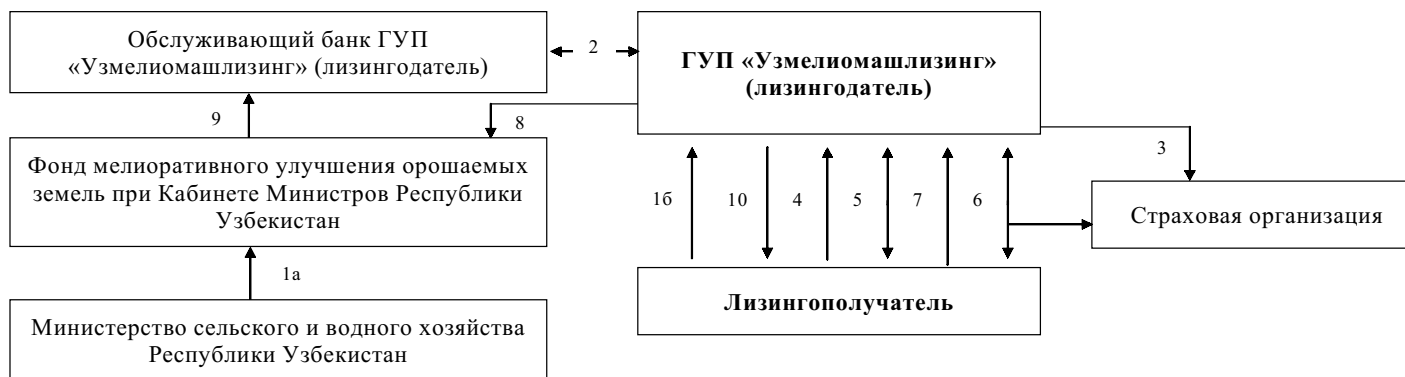 Обслуживающий банк ГУП
«Узмелиомашлизинг» (лизингодатель)
2
ГУП «Узмелиомашлизинг»
(лизингодатель)
9
8
3
Фонд мелиоративного улучшения орошаемых
земель при Кабинете Министров Республики
Узбекистан
1б
10
4
5
7
6
Страховая организация
1а
Лизингополучатель
Министерство сельского и водного хозяйства
Республики Узбекистан